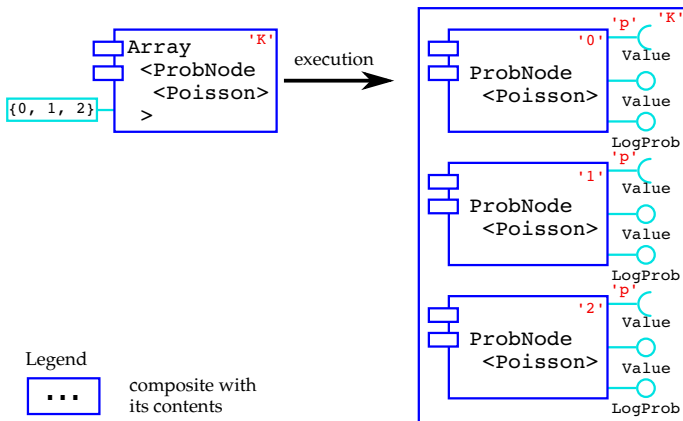 'K'
Array
<ProbNode
<Poisson>
>
{0, 1, 2}
execution
'K'
'p'
'0'
Value
ProbNode
<Poisson>
Value
LogProb
'p'
'1'
Value
ProbNode
<Poisson>
Value
LogProb
'p'
'2'
Value
ProbNode
<Poisson>
Value
LogProb
Legend
...
composite with
its contents